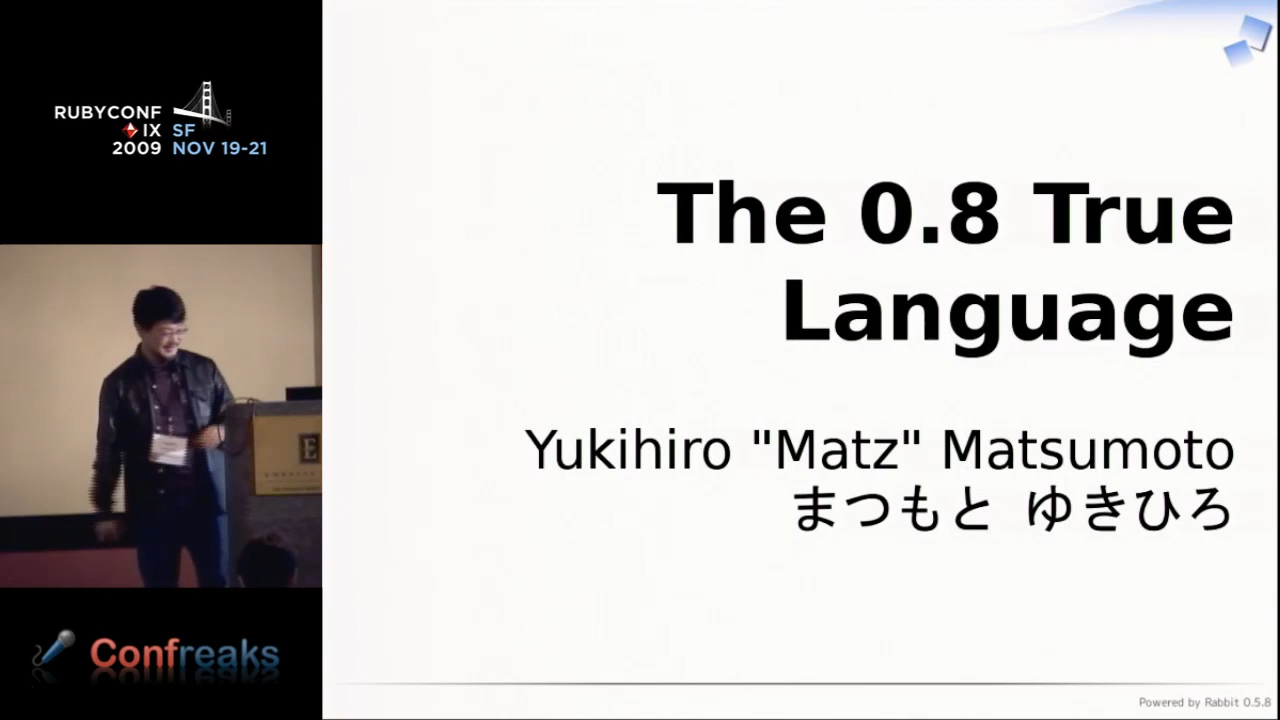 RUBYCONF
IX SF
2009 NOV 19-21
The 0.8 True
Language
Yukihiro "Matz" Matsumoto
まつもと ゆきひろ
E
Confreaks
Powered by Rabbit 0.5.8